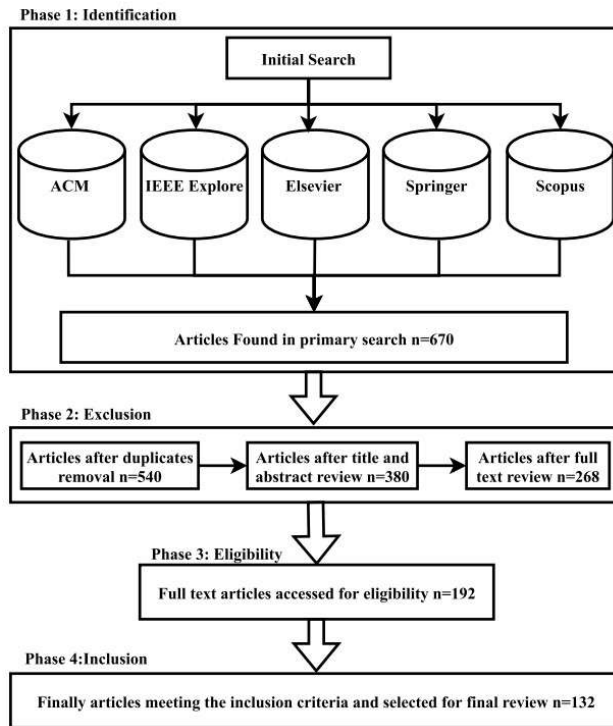 Phase 1: Identification
Initial Search
ACM
IEEE Explore
Elsevier
Springer
Scopus
Articles Found in primary search n=670
Phase 2: Exclusion
Articles after duplicates
removal n=540
Articles after title and
abstract review n=380
Articles after full
text review n=268
Phase 3: Eligibility
Full text articles accessed for eligibility n=192
Phase 4:Inclusion
Finally articles meeting the inclusion criteria and selected for final review n=132